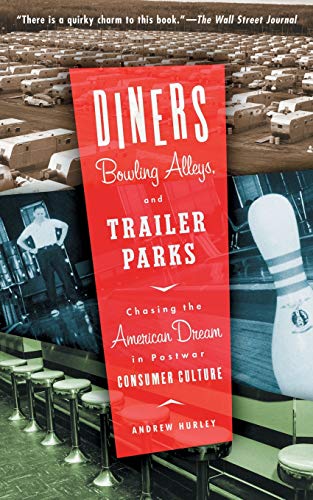 “There is a quirky charm to this book.”—The Wall Street Journal
DINERS
Bowling Alleys,
and
TRAILER
PARKS
Chasing the
American Dream
in Postwar
CONSUMER CULTURE
ANDREW HURLEY